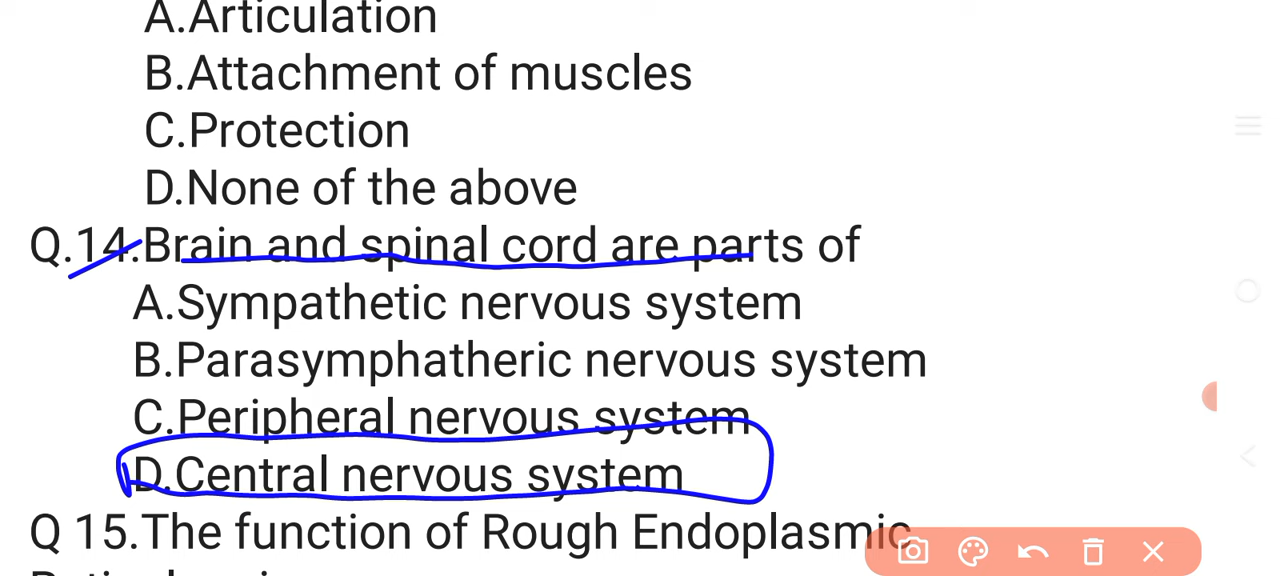 A.Articulation
B.Attachment of muscles
C.Protection
D.None of the above
Q.14.Brain and spinal cord are parts of
A.Sympathetic nervous system
B.Parasymphatheric nervous system
C.Peripheral nervous system
D.Central nervous system
Q 15.The function of Rough Endoplasmic